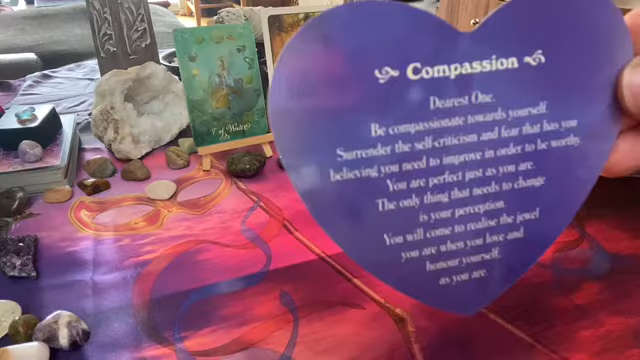 Compassion
Dearest One.
Be compassionate towards yourself.
Surrender the self-criticism and fear that has you
believing you need to improve in order to be worthy.
You are perfect just as you are.
The only thing that needs to change
is your perception.
You will come to realise the jewel
you are when you love and
honour yourself,
as you are.
of Water